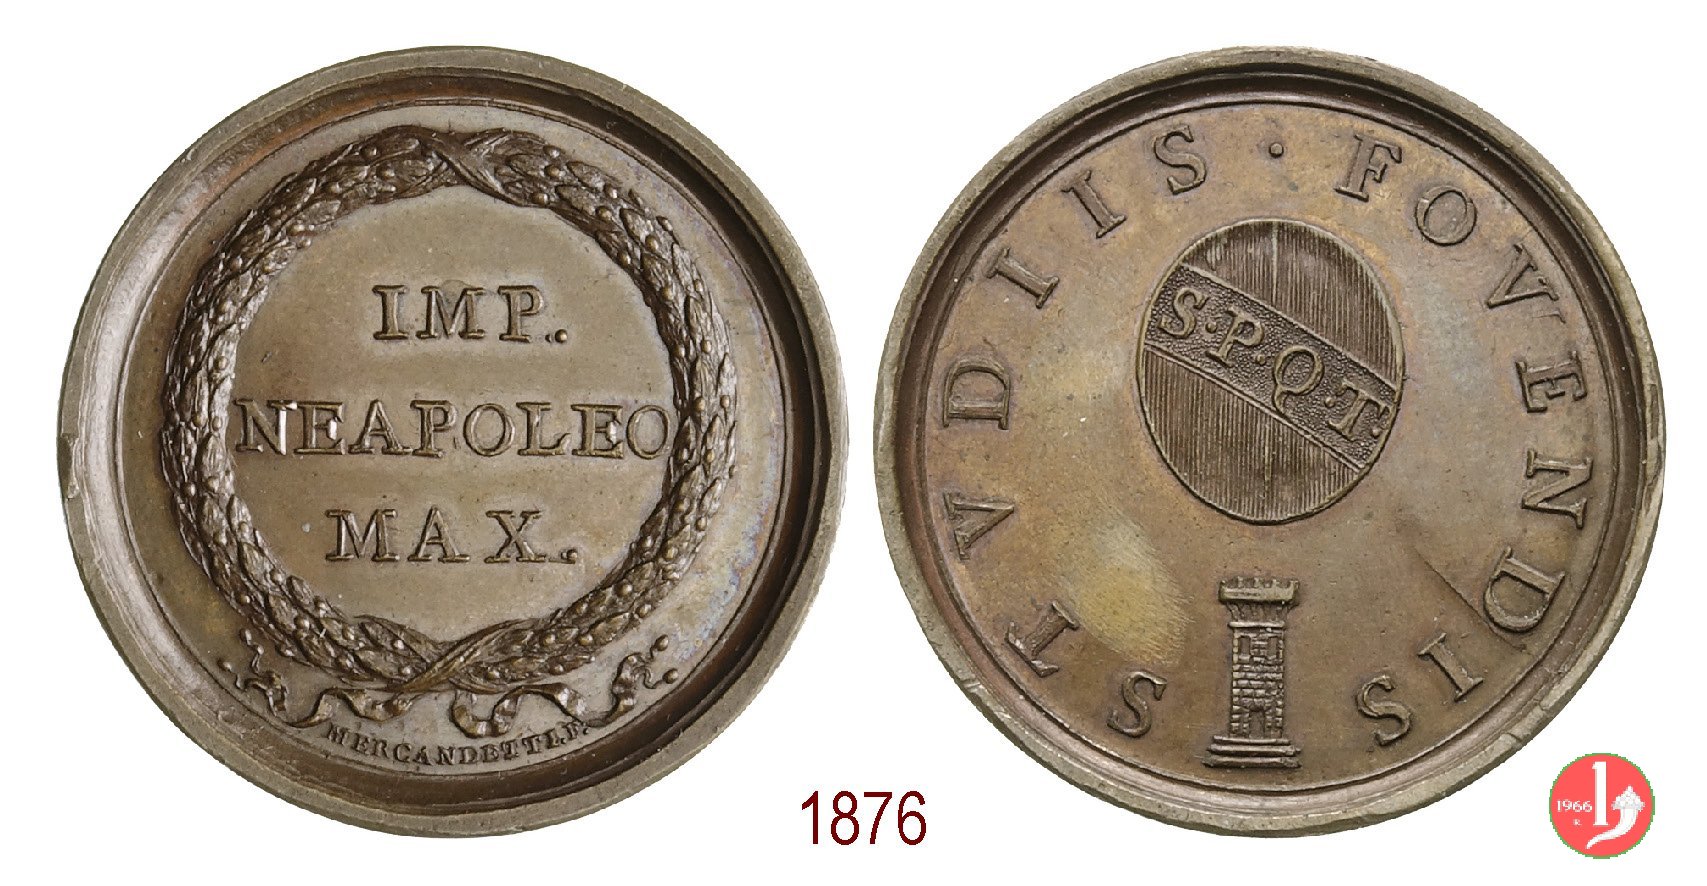 IMP.
NEAPOLEO
MAX.
MERCANDETTI.F.
STVDIIS · FOVENDIS
S.P.Q.T.
1876
1966
R.